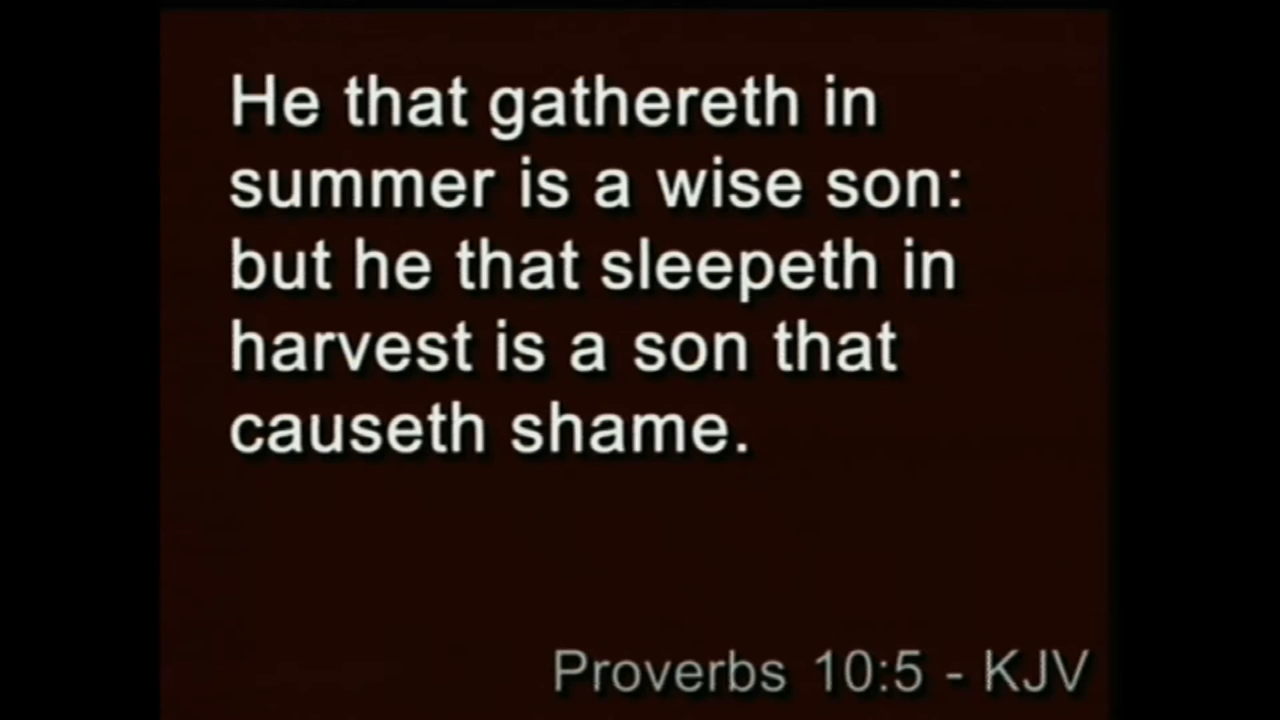 He that gathereth in
summer is a wise son:
but he that sleepeth in
harvest is a son that
causeth shame.
Proverbs 10:5 - KJV